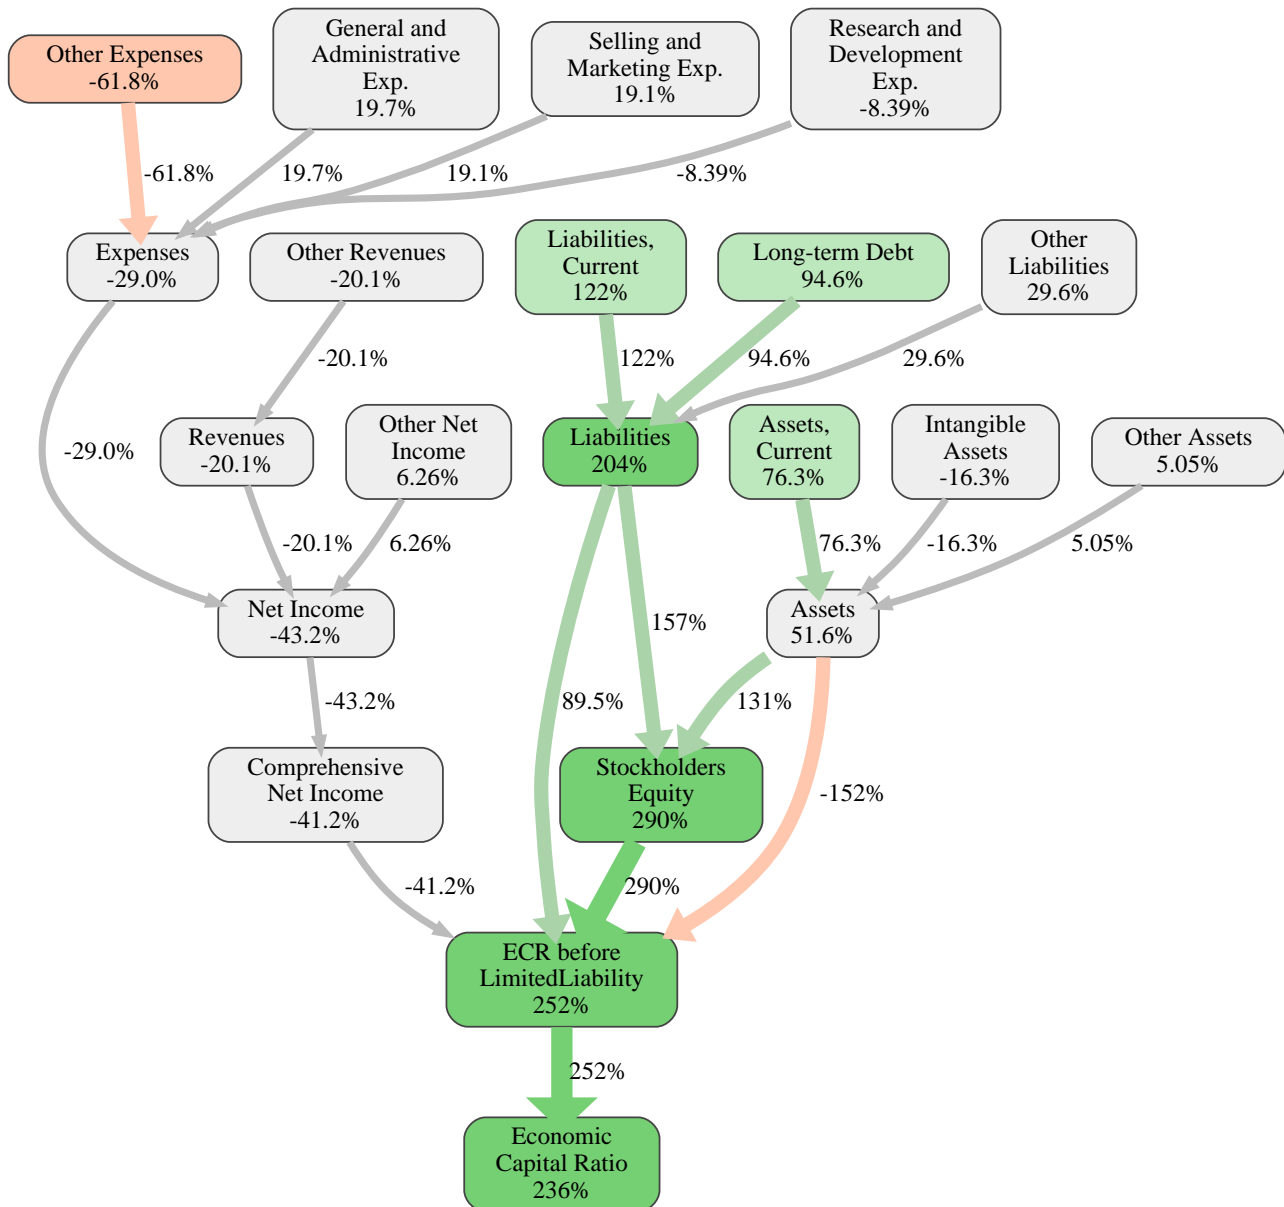 Other Expenses
-61.8%
General and
Administrative
Exp.
19.7%
Selling and
Marketing Exp.
19.1%
Research and
Development
Exp.
-8.39%
-61.8%
19.7%
19.1%
-8.39%
Expenses
-29.0%
Other Revenues
-20.1%
Liabilities,
Current
122%
Long-term Debt
94.6%
Other
Liabilities
29.6%
-20.1%
122%
94.6%
29.6%
-29.0%
Revenues
-20.1%
Other Net
Income
6.26%
Liabilities
204%
Assets,
Current
76.3%
Intangible
Assets
-16.3%
Other Assets
5.05%
-20.1%
6.26%
76.3%
-16.3%
5.05%
Net Income
-43.2%
157%
Assets
51.6%
-43.2%
89.5%
131%
-152%
Comprehensive
Net Income
-41.2%
Stockholders
Equity
290%
-41.2%
290%
ECR before
LimitedLiability
252%
252%
Economic
Capital Ratio
236%